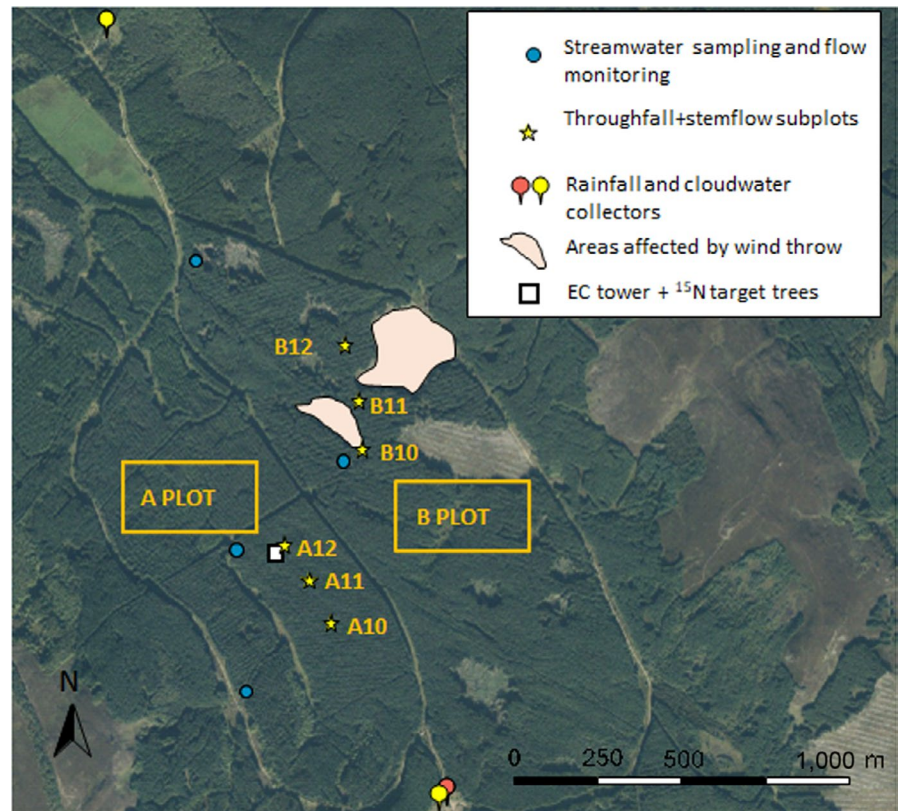 Streamwater sampling and flow
monitoring
Throughfall+stemflow subplots
Rainfall and cloudwater
collectors
Areas affected by wind throw
EC tower + ¹⁵N target trees
B12
B11
B10
A PLOT
B PLOT
A12
A11
A10
N
0 250 500 1,000 m